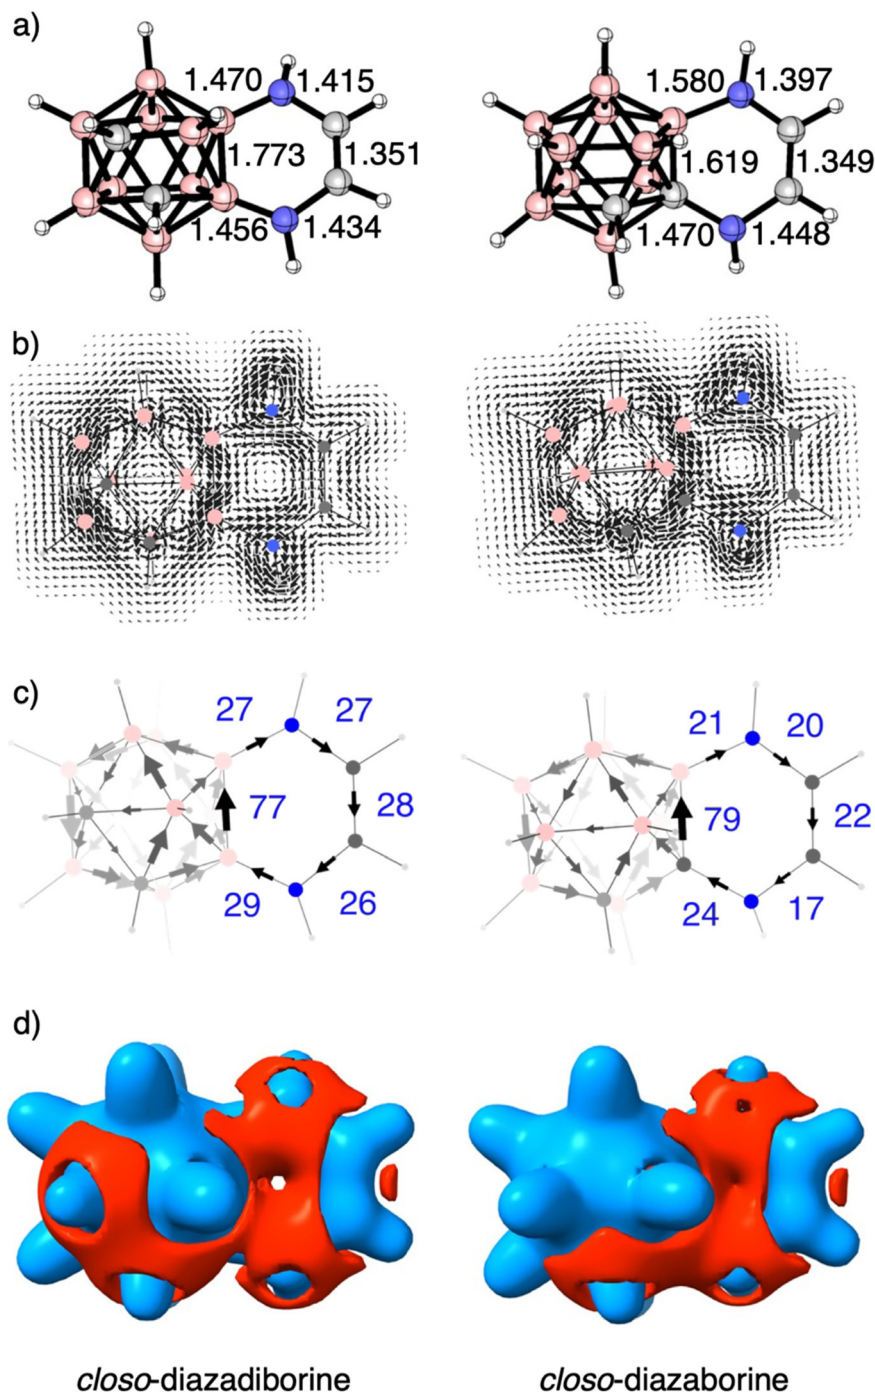 a)
1.470 1.415 1.580 1.397
1.773 1.351 1.619 1.349
1.456 1.434 1.470 1.448
b)
c)
27 27 21 20
77 28 79 22
29 26 24 17
d)
closo-diazadiborine closo-diazaborine